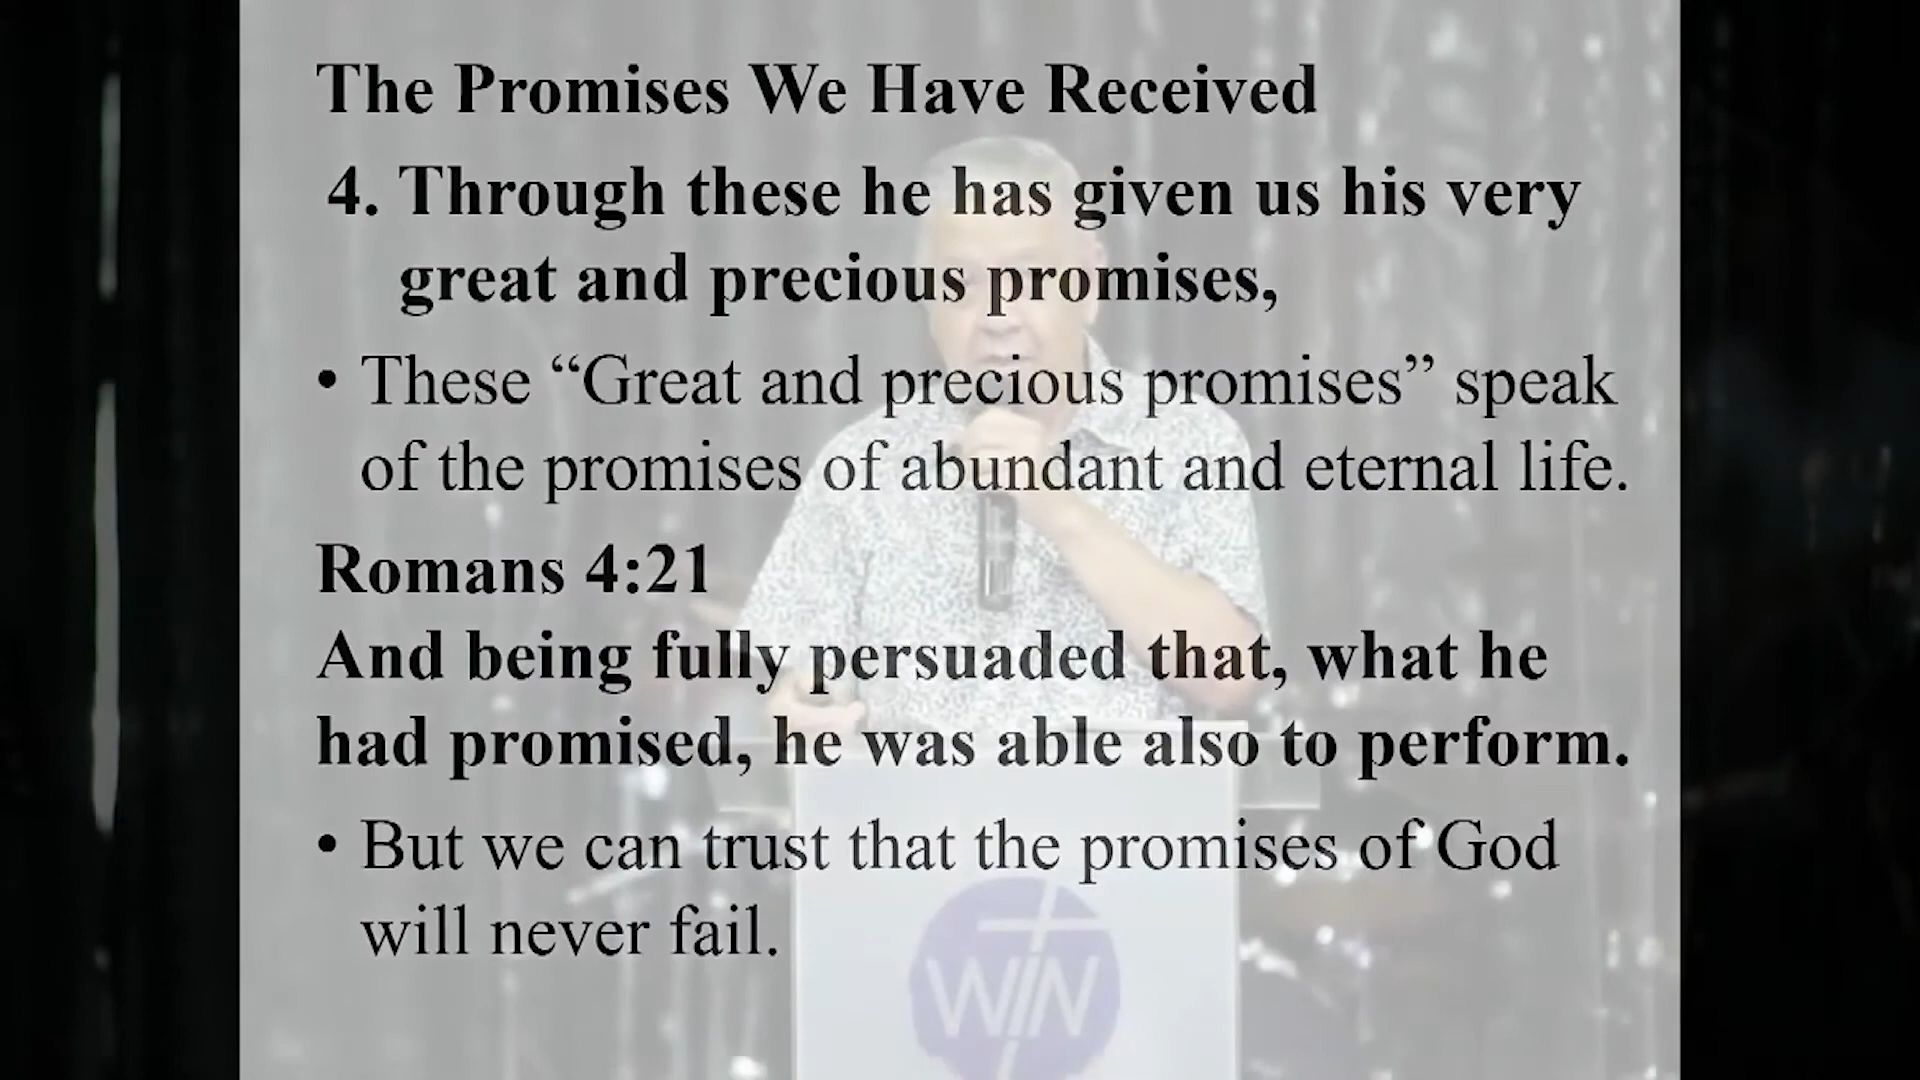 The Promises We Have Received
4. Through these he has given us his very
great and precious promises,
• These “Great and precious promises” speak
of the promises of abundant and eternal life.
Romans 4:21
And being fully persuaded that, what he
had promised, he was able also to perform.
• But we can trust that the promises of God
will never fail.
WiN